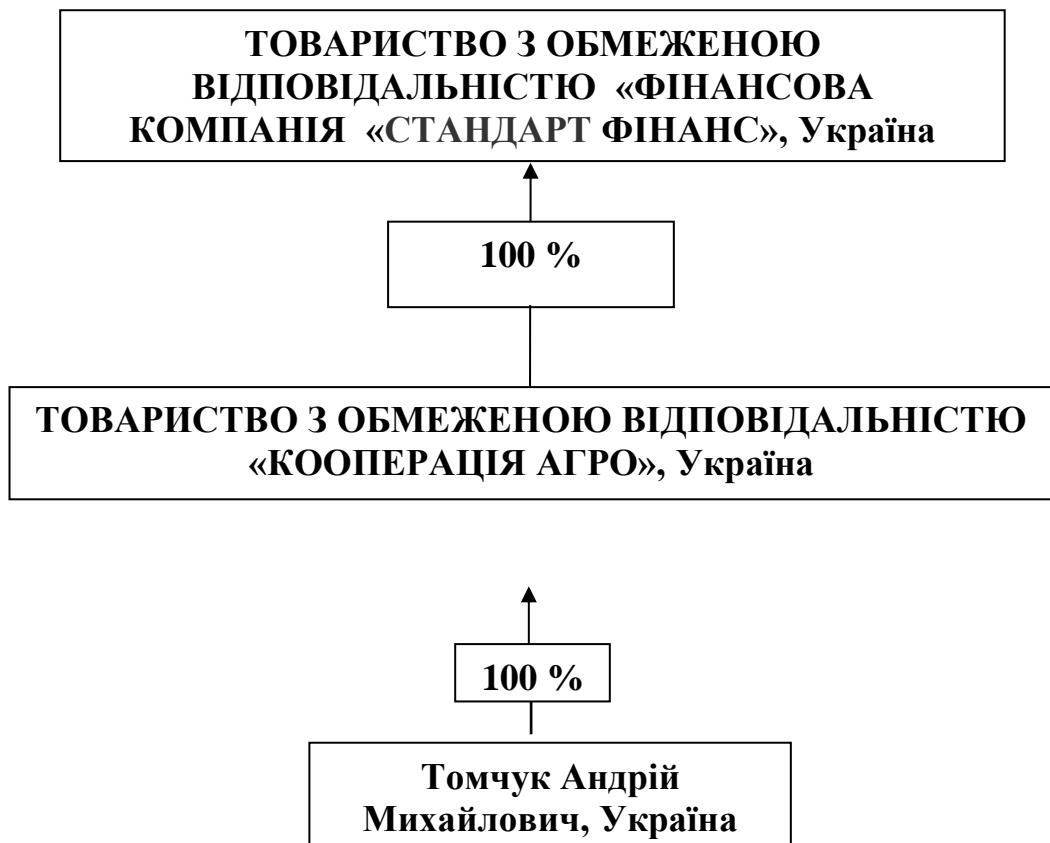 ТОВАРИСТВО З ОБМЕЖЕНОЮ
ВІДПОВІДАЛЬНІСТЮ «ФІНАНСОВА
КОМПАНІЯ «СТАНДАРТ ФІНАНС», Україна
100 %
ТОВАРИСТВО З ОБМЕЖЕНОЮ ВІДПОВІДАЛЬНІСТЮ
«КООПЕРАЦІЯ АГРО», Україна
100 %
Томчук Андрій
Михайлович, Україна